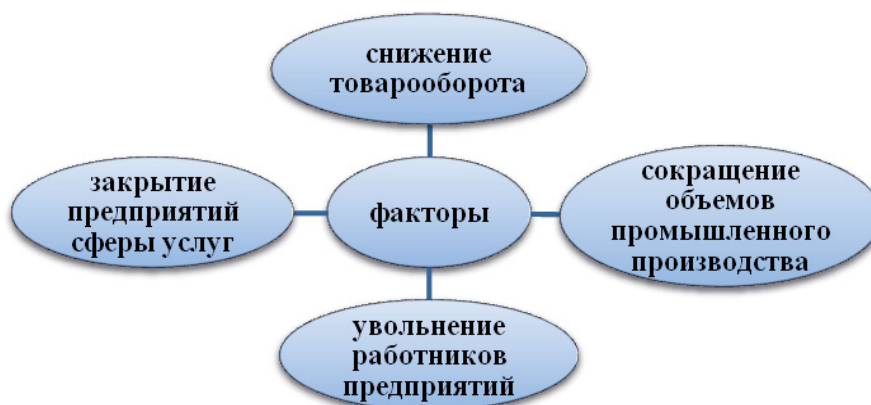 снижение
товарооборота
закрытие
предприятий
сферы услуг
факторы
сокращение
объемов
промышленного
производства
увольнение
работников
предприятий